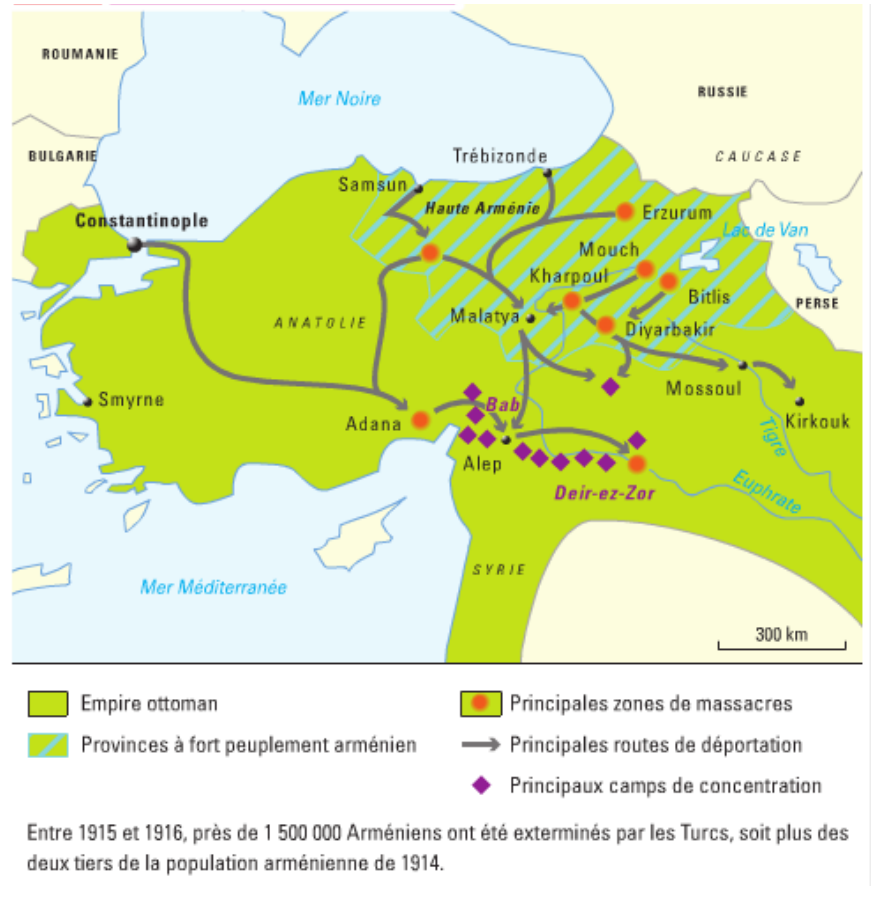 ROUMANIE
Mer Noire
RUSSIE
BULGARIE
Trébizonde
CAUCASE
Samsun
Haute Arménie
Erzurum
Constantinople
Lac de Van
Mouch
Kharpoul
Bitlis
PERSE
ANATOLIE
Malatya
Diyarbakir
Mossoul
Smyrne
Bab
Adana
Kirkouk
Tigre
Alep
Deir-ez-Zor
Euphrate
SYRIE
Mer Méditerranée
300 km
Empire ottoman
Principales zones de massacres
Provinces à fort peuplement arménien
Principales routes de déportation
Principaux camps de concentration
Entre 1915 et 1916, près de 1 500 000 Arméniens ont été exterminés par les Turcs, soit plus des
deux tiers de la population arménienne de 1914.